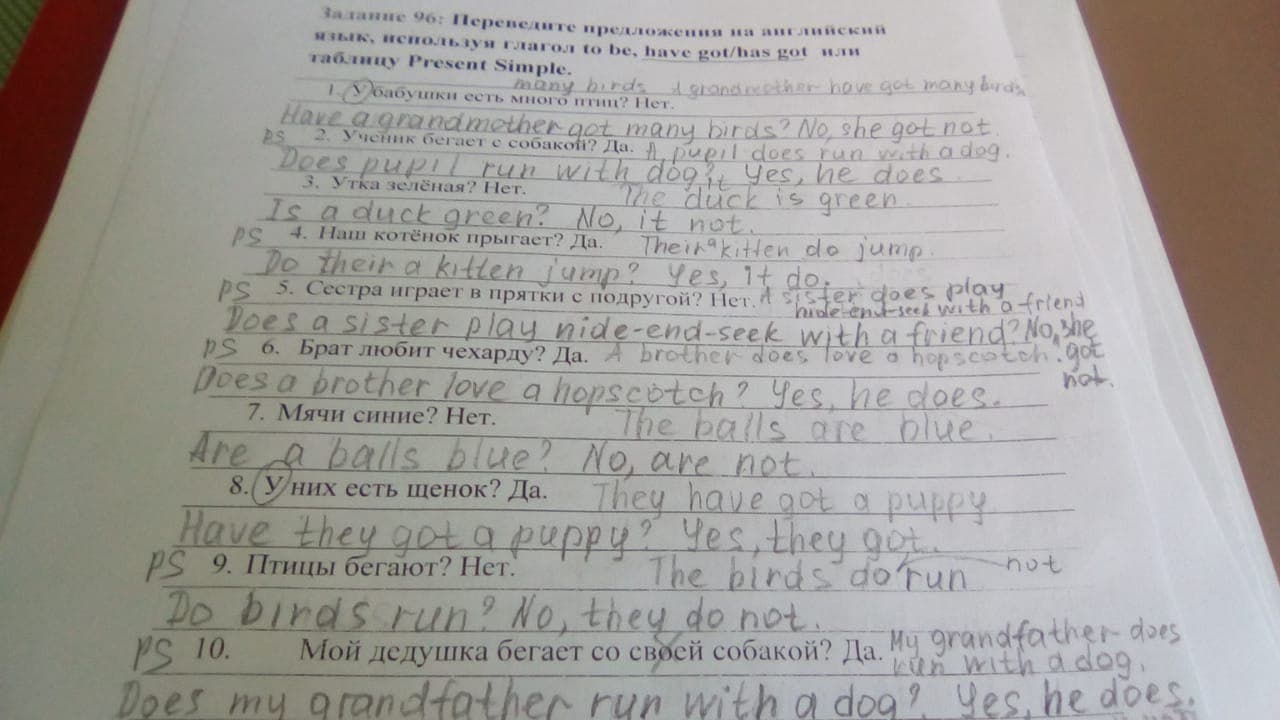 Задание 96: Переведите предложения на английский
язык, используя глагол to be, have got/has got или
таблицу Present Simple.
many birds A grandmother have got many birds
1. У бабушки есть много птиц? Нет.
Have a grandmother got many birds? No, she got not.
PS 2. Ученик бегает с собакой? Да. A pupil does run with a dog.
Does pupil run with dog? Yes, he does.
3. Утка зелёная? Нет. It The duck is green.
Is a duck green? No, it not.
PS 4. Наш котёнок прыгает? Да. Their a kitten do jump.
Do their a kitten jump? Yes, it do.
PS 5. Сестра играет в прятки с подругой? Нет. A sister does play
hide-end-seek with a friend
Does a sister play hide-end-seek with a friend? No, she
got not.
PS 6. Брат любит чехарду? Да. A brother does love a hopscotch.
Does a brother love a hopscotch? Yes, he does.
7. Мячи синие? Нет. The balls are blue.
Are a balls blue? No, are not.
8. У них есть щенок? Да. They have got a puppy
Have they got a puppy? Yes, they got.
PS 9. Птицы бегают? Нет. The birds do run not
Do birds run? No, they do not.
PS 10. Мой дедушка бегает со своей собакой? Да. My grandfather does
run with a dog.
Does my grandfather run with a dog? Yes, he does.